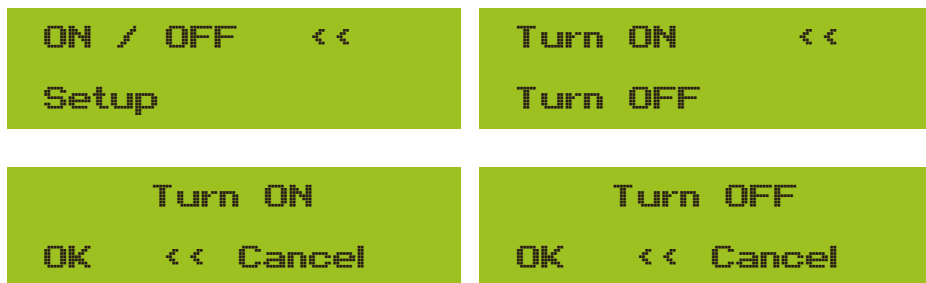 ON / OFF <<
Setup
Turn ON <<
Turn OFF
Turn ON
OK << Cancel
Turn OFF
OK << Cancel